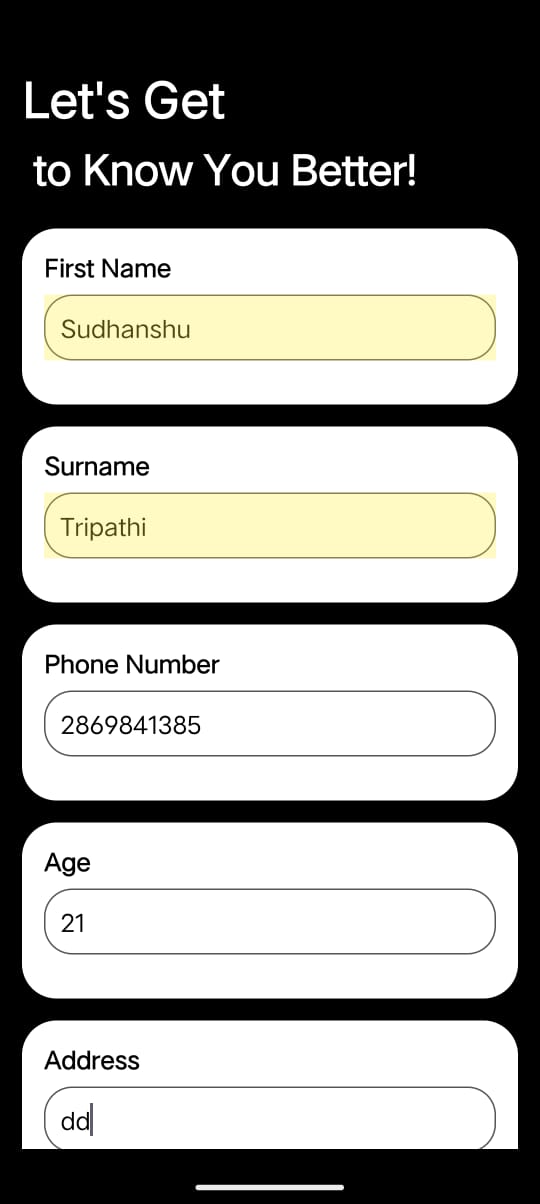 Let's Get
to Know You Better!
First Name
Sudhanshu
Surname
Tripathi
Phone Number
2869841385
Age
21
Address
dd